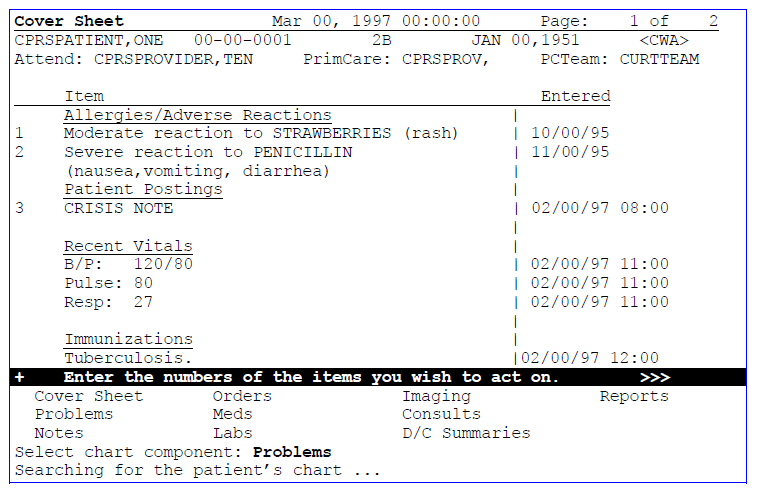 Cover Sheet Mar 00, 1997 00:00:00 Page: 1 of 2
CPRSPATIENT,ONE 00-00-0001 2B JAN 00,1951 <CWA>
Attend: CPRSPROVIDER,TEN PrimCare: CPRSPROV, PCTeam: CURTTEAM
Item Entered
Allergies/Adverse Reactions |
1 Moderate reaction to STRAWBERRIES (rash) | 10/00/95
2 Severe reaction to PENICILLIN | 11/00/95
(nausea,vomiting, diarrhea) |
Patient Postings |
3 CRISIS NOTE | 02/00/97 08:00
|
Recent Vitals |
B/P: 120/80 | 02/00/97 11:00
Pulse: 80 | 02/00/97 11:00
Resp: 27 | 02/00/97 11:00
|
Immunizations |
Tuberculosis. |02/00/97 12:00
+ Enter the numbers of the items you wish to act on. >>>
Cover Sheet Orders Imaging Reports
Problems Meds Consults
Notes Labs D/C Summaries
Select chart component: Problems
Searching for the patient's chart ...